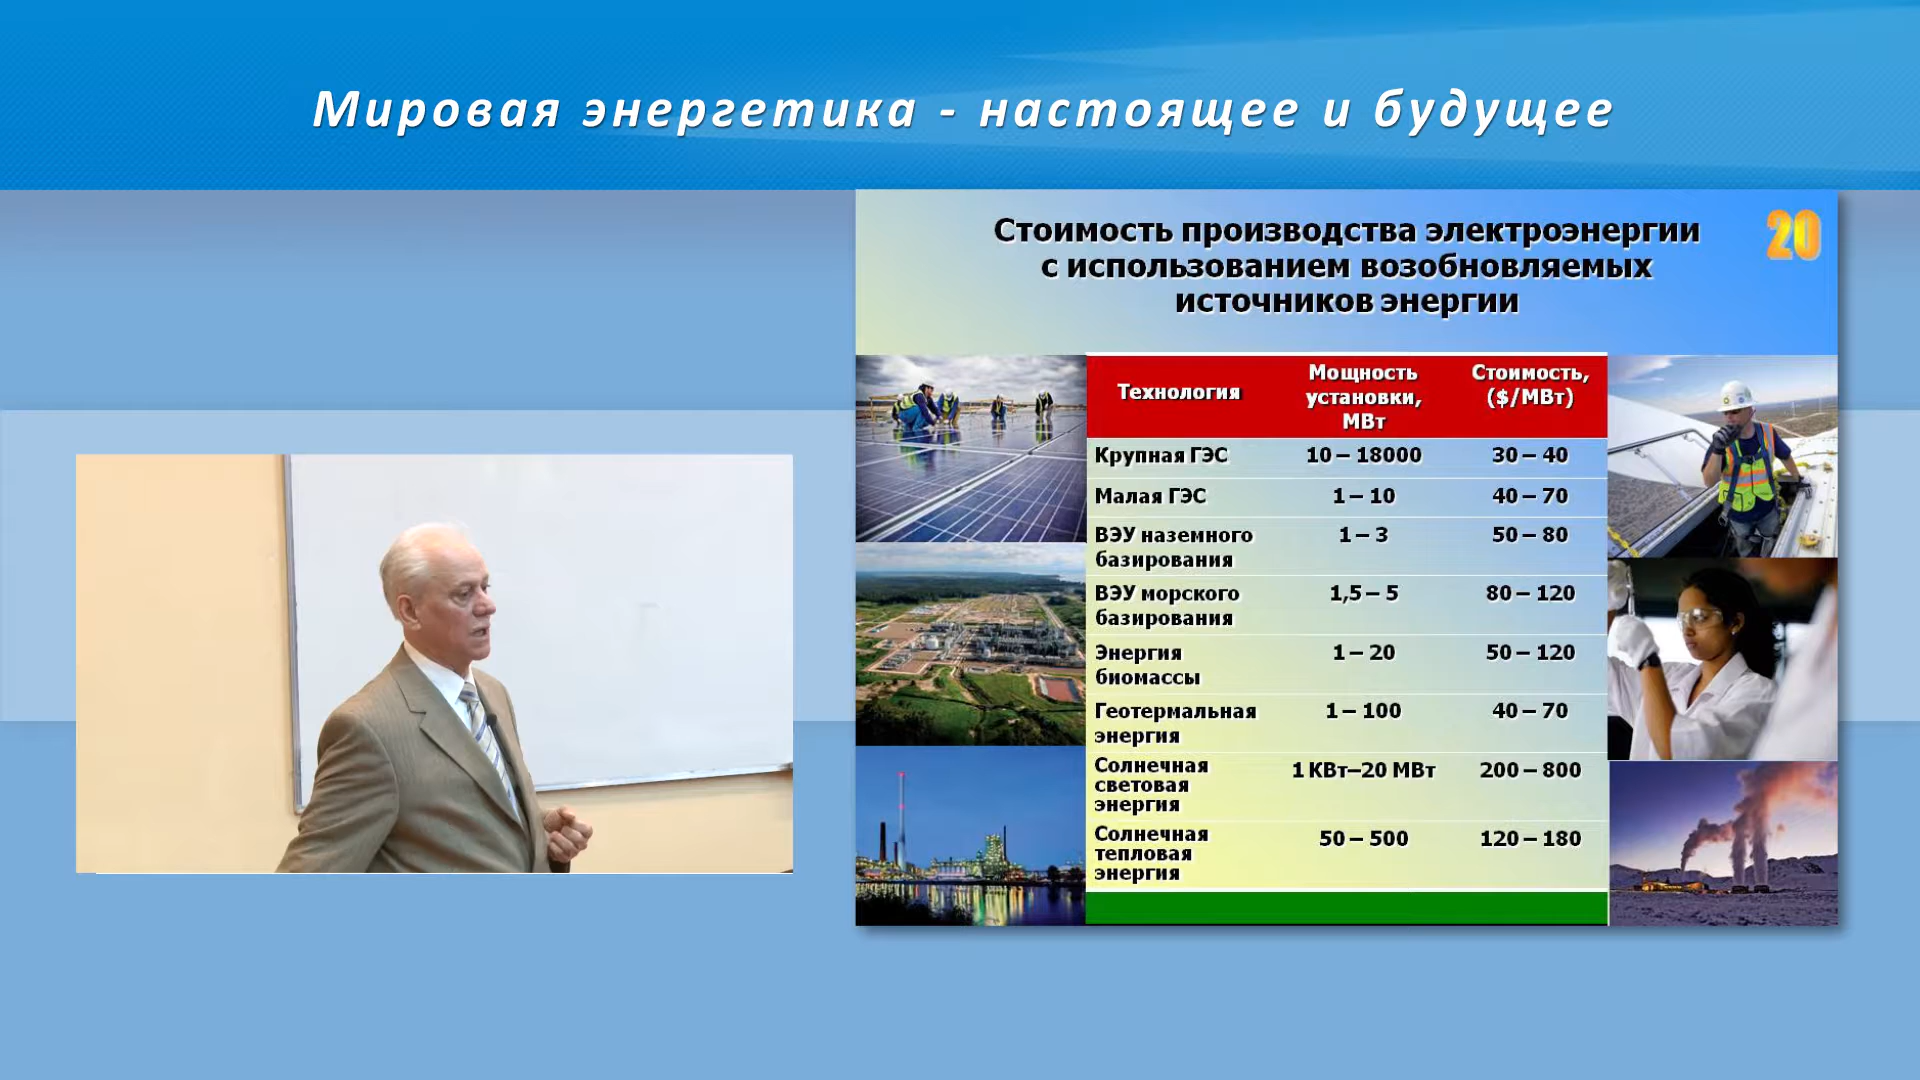 Мировая энергетика - настоящее и будущее
Стоимость производства электроэнергии
с использованием возобновляемых
источников энергии
20
Технология
Мощность
установки,
МВт
Стоимость,
($/МВт)
Крупная ГЭС 10 – 18000 30 – 40
Малая ГЭС 1 – 10 40 – 70
ВЭУ наземного 1 – 3 50 – 80
базирования
ВЭУ морского 1,5 – 5 80 – 120
базирования
Энергия 1 – 20 50 – 120
биомассы
Геотермальная 1 – 100 40 – 70
энергия
Солнечная 1 КВт–20 МВт 200 – 800
световая
энергия
Солнечная 50 – 500 120 – 180
тепловая
энергия